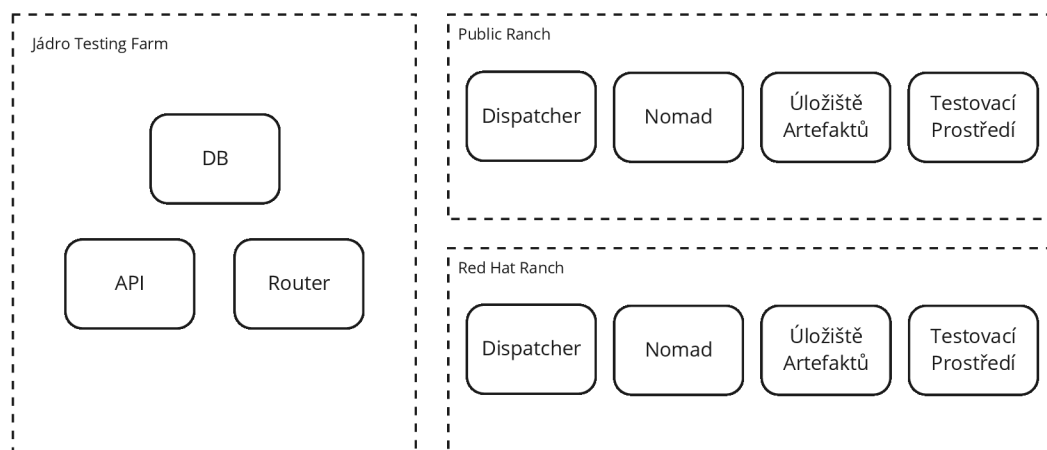 Jádro Testing Farm
DB
API
Router
Public Ranch
Dispatcher
Nomad
Úložiště
Artefaktů
Testovací
Prostředí
Red Hat Ranch
Dispatcher
Nomad
Úložiště
Artefaktů
Testovací
Prostředí